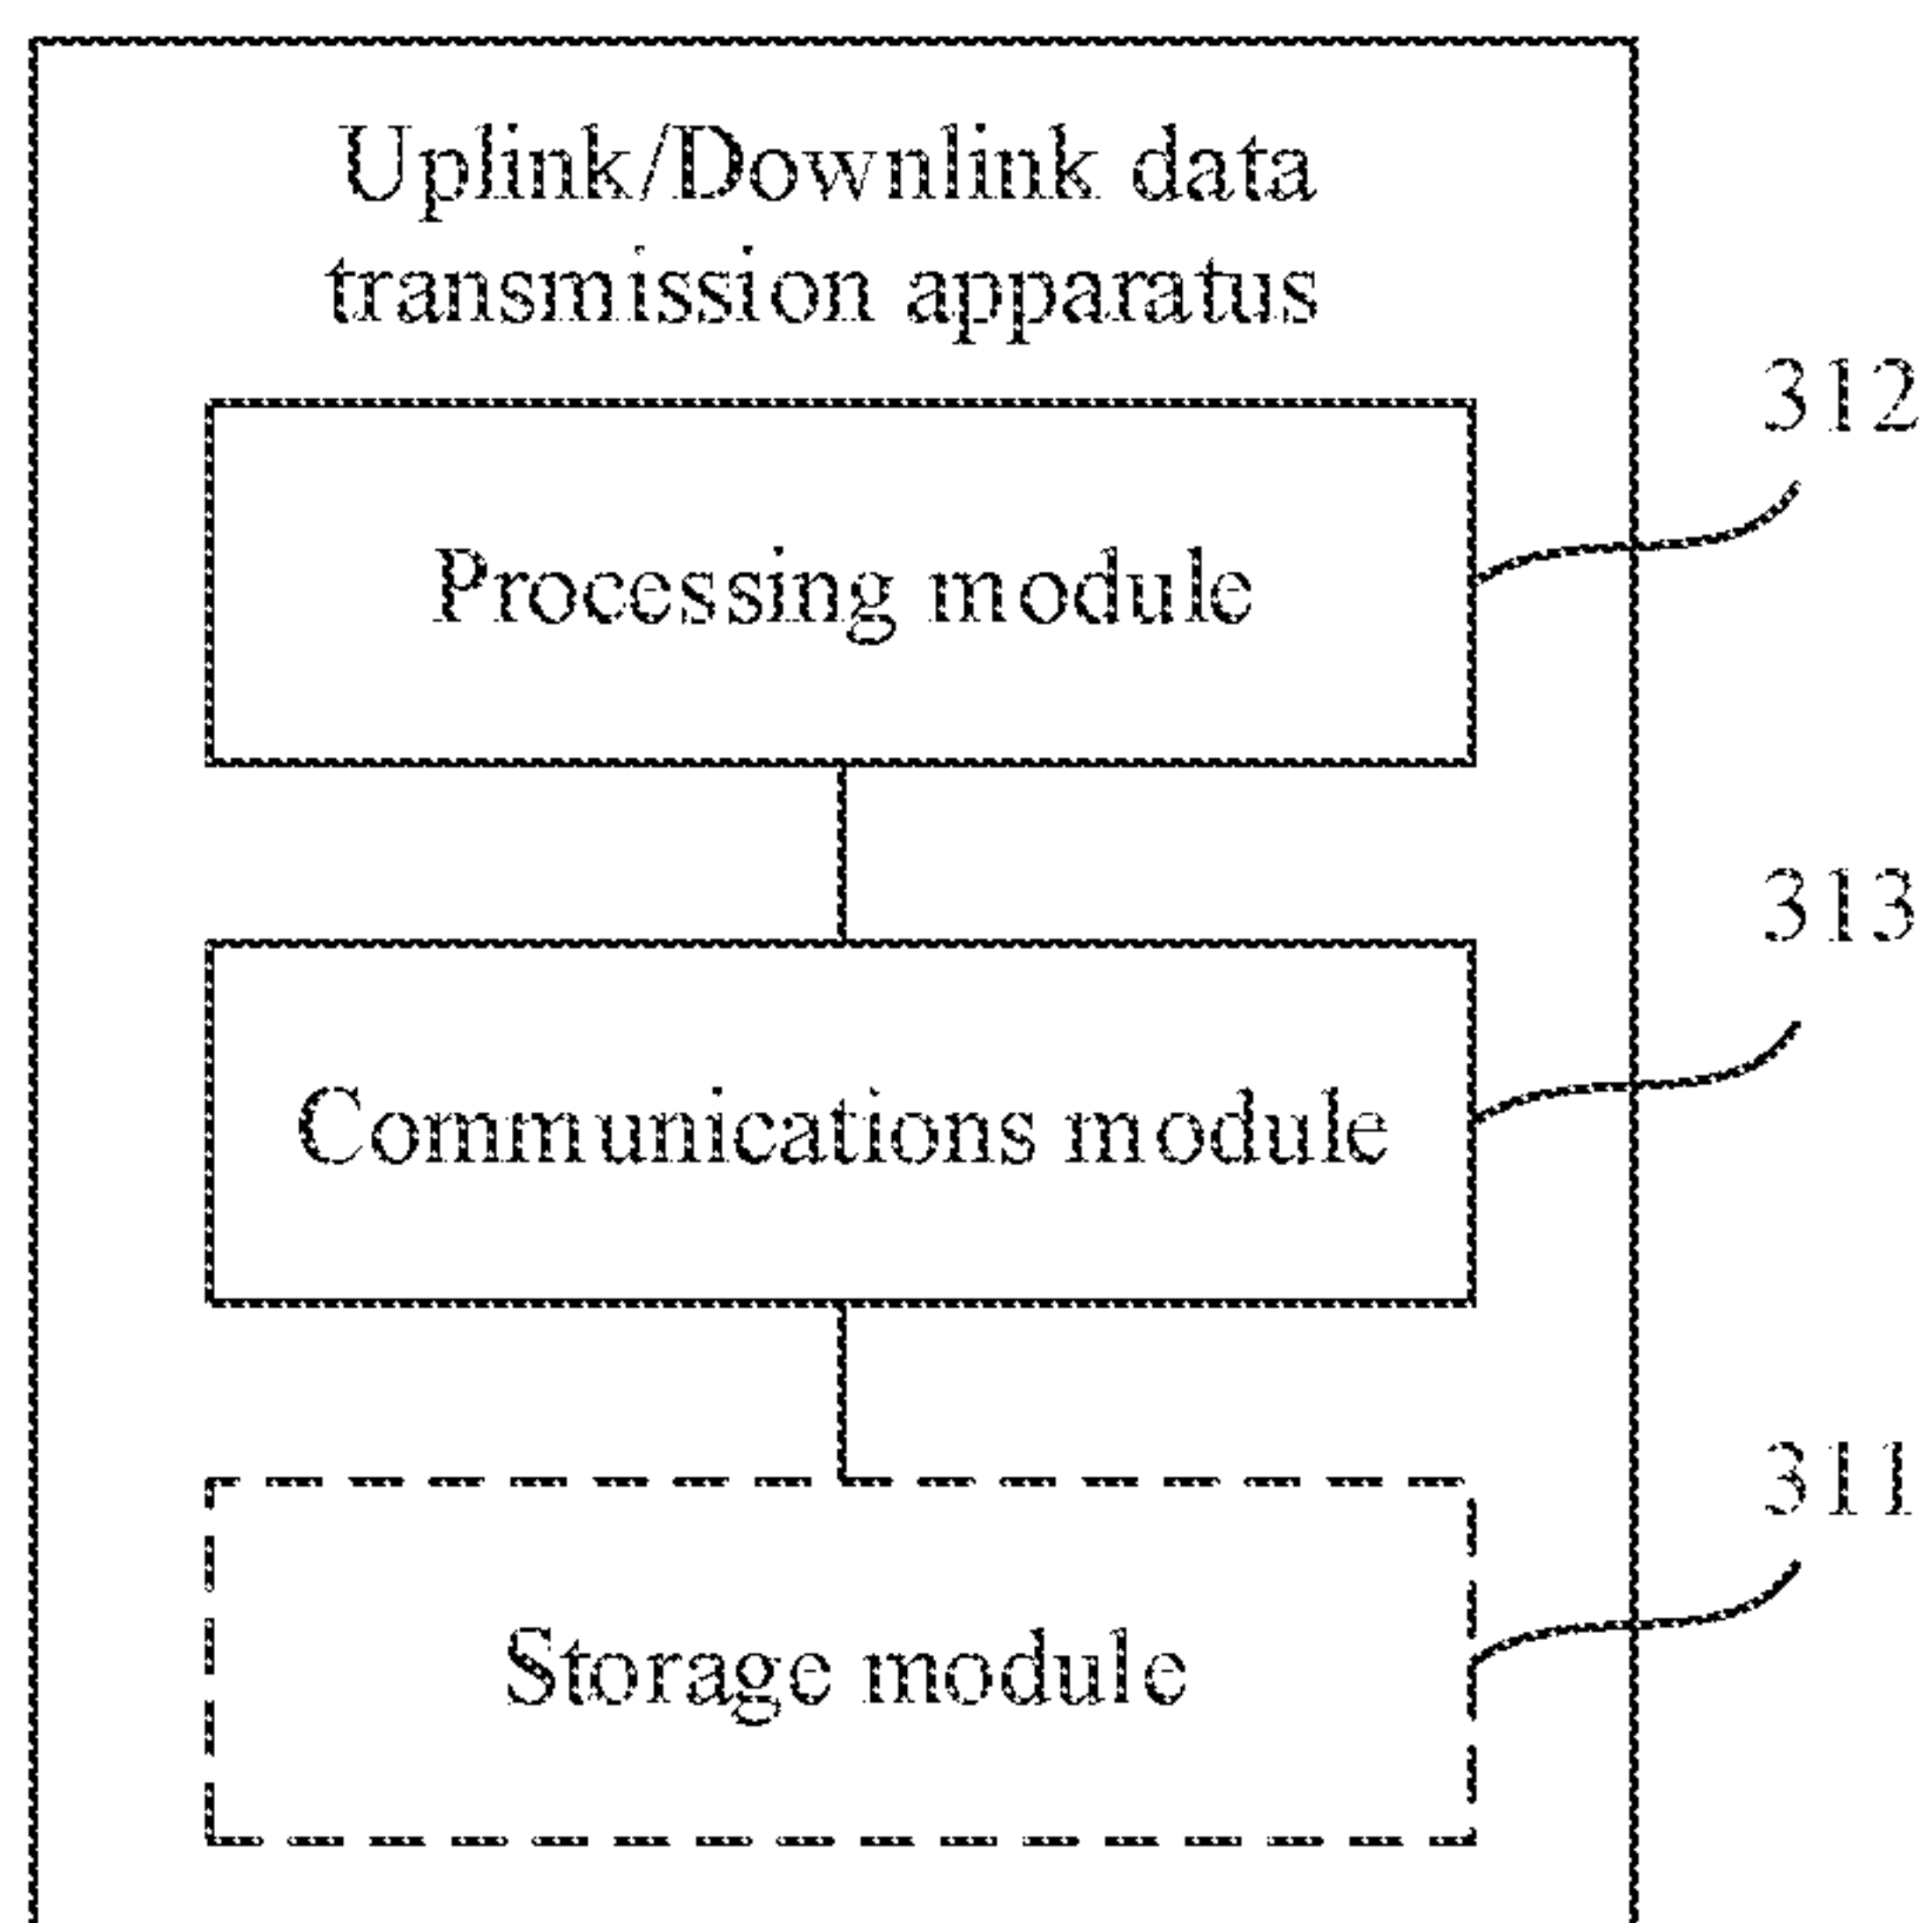 Uplink/Downlink data
transmission apparatus
312
Processing module
313
Communications module
311
Storage module